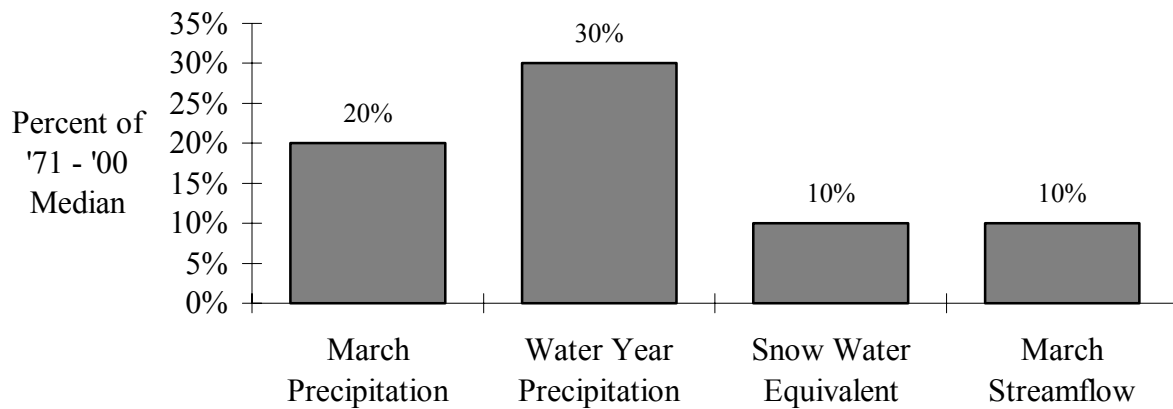 35%
30%
25%
20%
15%
10%
5%
0%
Percent of
'71 - '00
Median
20%
30%
10%
10%
March
Precipitation
Water Year
Precipitation
Snow Water
Equivalent
March
Streamflow